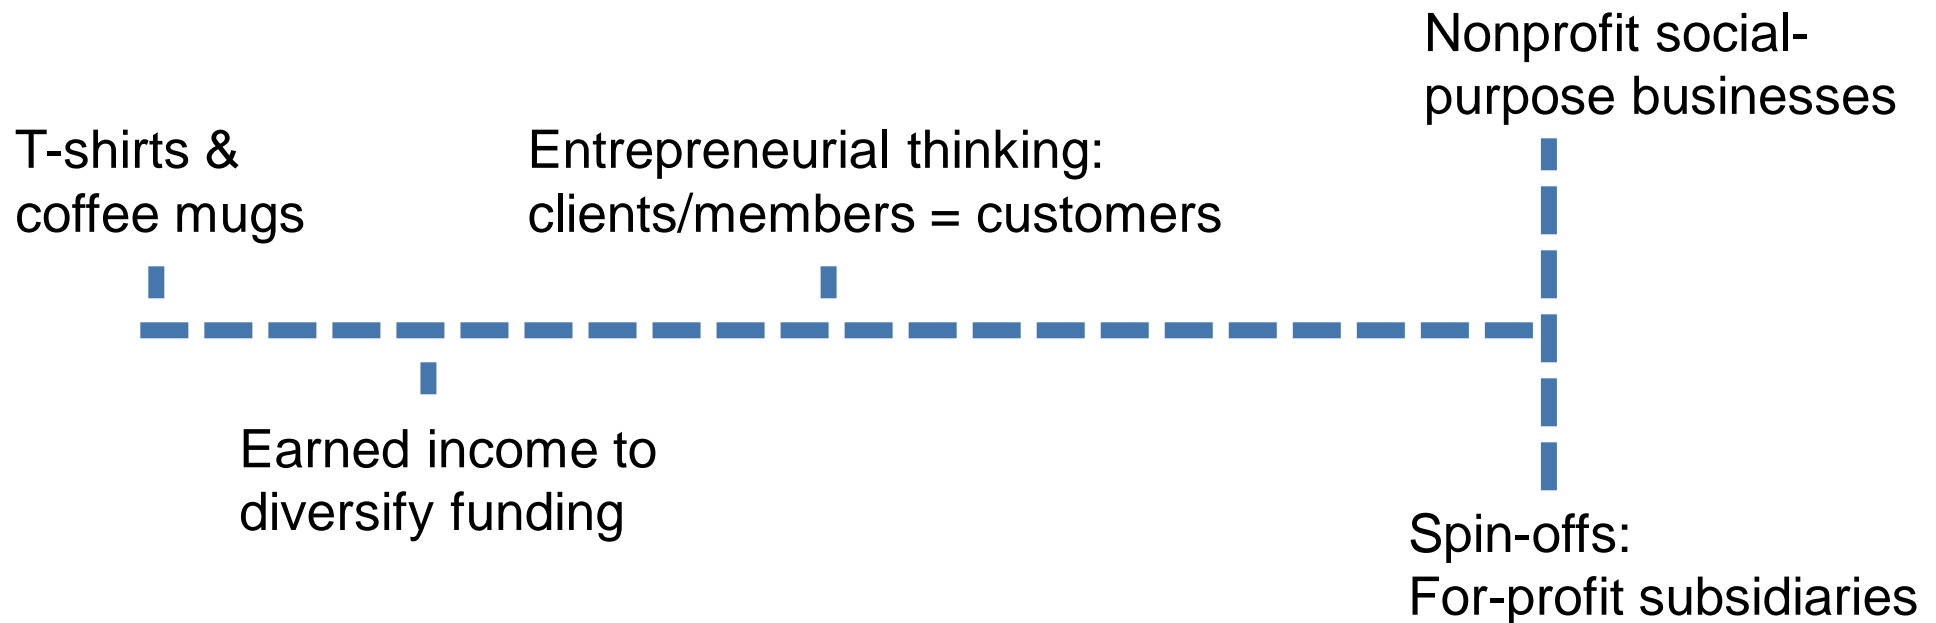 T-shirts &
coffee mugs
Earned income to
diversify funding
Entrepreneurial thinking:
clients/members = customers
Nonprofit social-
purpose businesses
Spin-offs:
For-profit subsidiaries